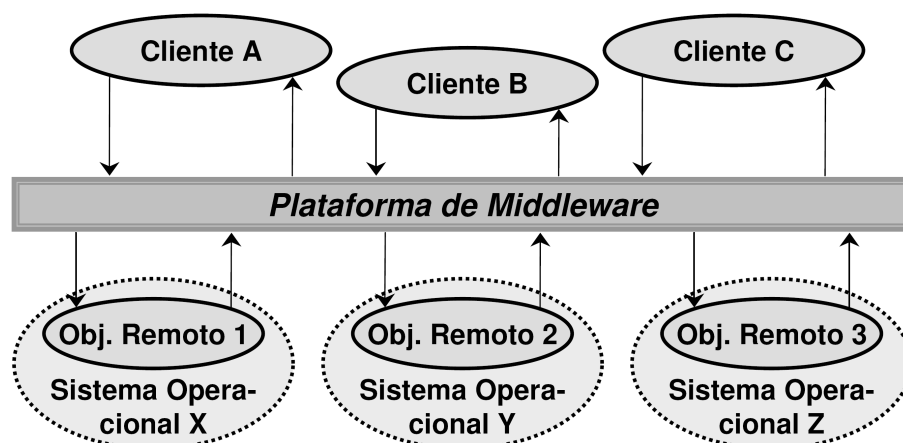 Cliente A
Cliente B
Cliente C
Plataforma de Middleware
Obj. Remoto 1
Sistema Opera-
cional X
Obj. Remoto 2
Sistema Opera-
cional Y
Obj. Remoto 3
Sistema Opera-
cional Z